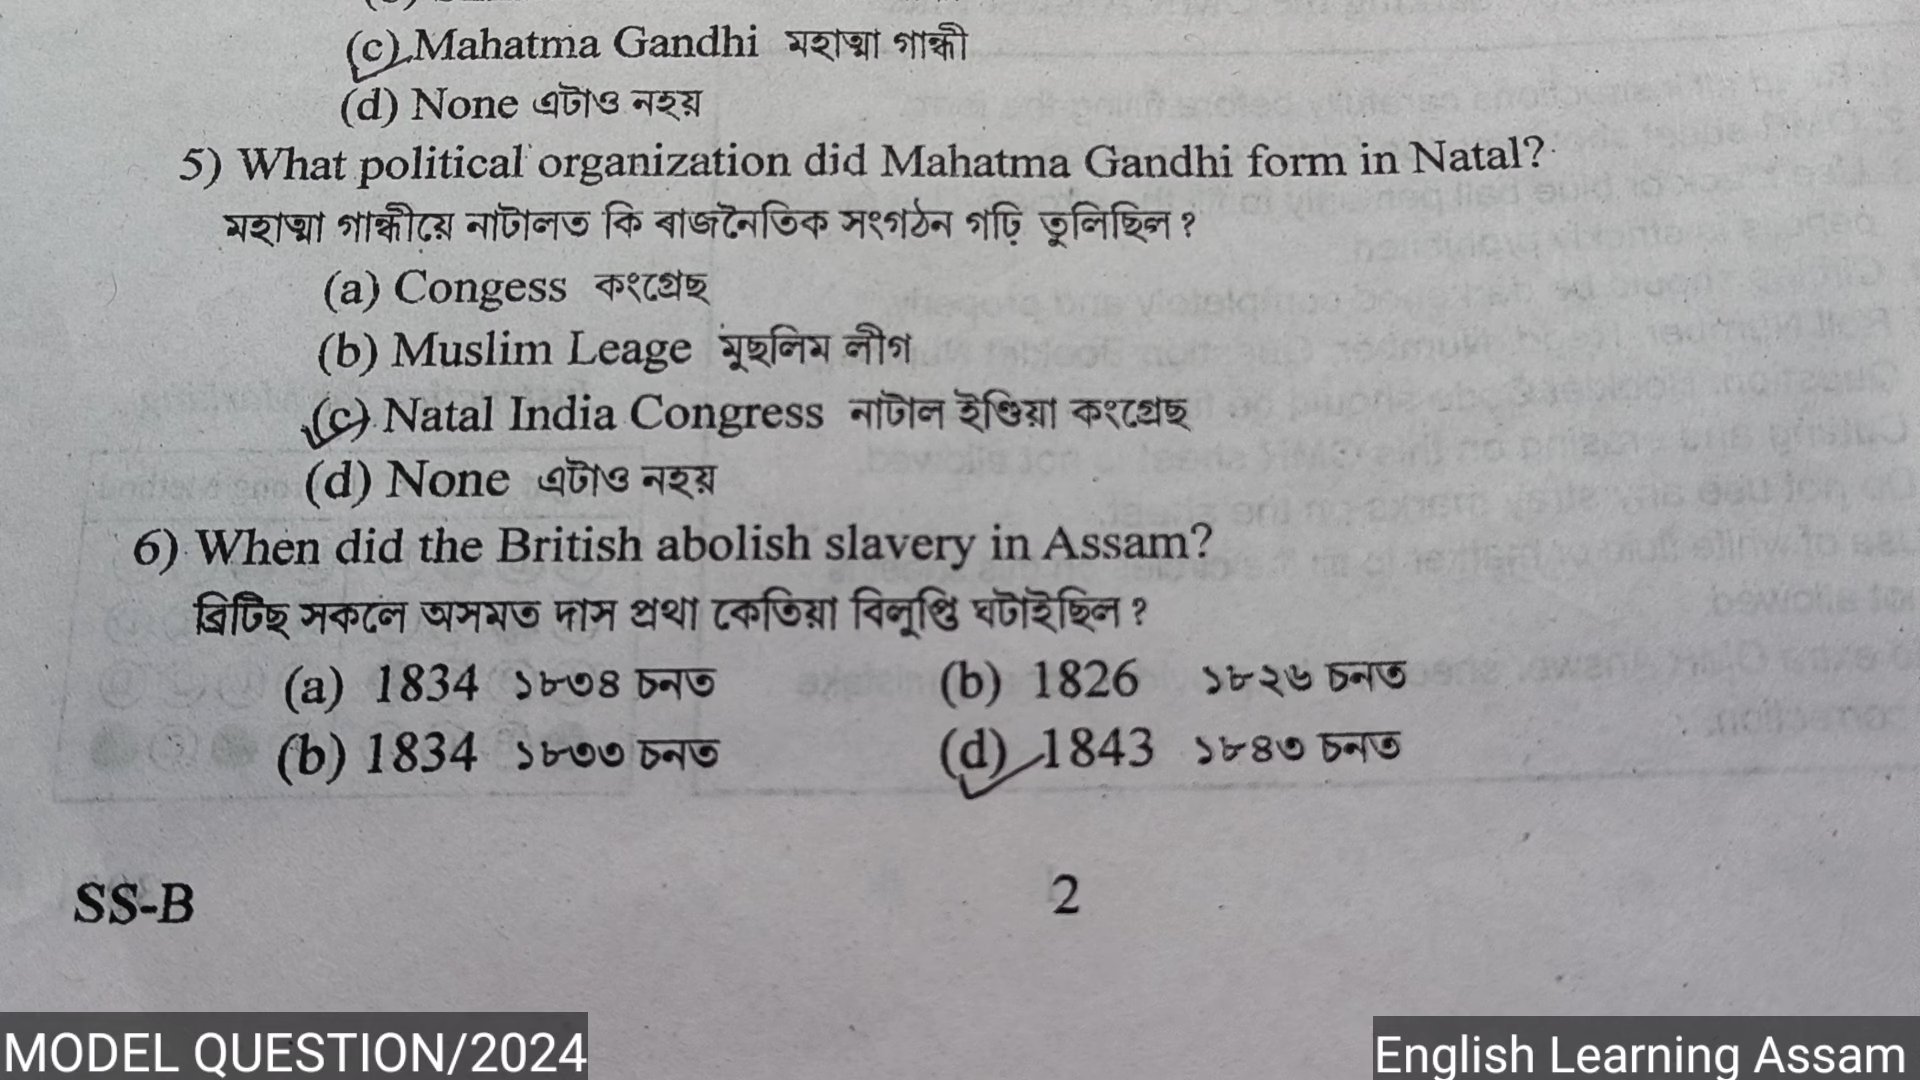 (c) Mahatma Gandhi মহাত্মা গান্ধী
(d) None এটাও নহয়
5) What political organization did Mahatma Gandhi form in Natal?
মহাত্মা গান্ধীয়ে নাটালত কি ৰাজনৈতিক সংগঠন গঢ়ি তুলিছিল ?
(a) Congess কংগ্ৰেছ
(b) Muslim Leage মুছলিম লীগ
(c) Natal India Congress নাটাল ইণ্ডিয়া কংগ্ৰেছ
(d) None এটাও নহয়
6) When did the British abolish slavery in Assam?
ব্ৰিটিছ সকলে অসমত দাস প্ৰথা কেতিয়া বিলুপ্তি ঘটাইছিল ?
(a) 1834 ১৮৩৪ চনত (b) 1826 ১৮২৬ চনত
(b) 1834 ১৮৩৩ চনত (d) 1843 ১৮৪৩ চনত
SS-B 2
MODEL QUESTION/2024 English Learning Assam